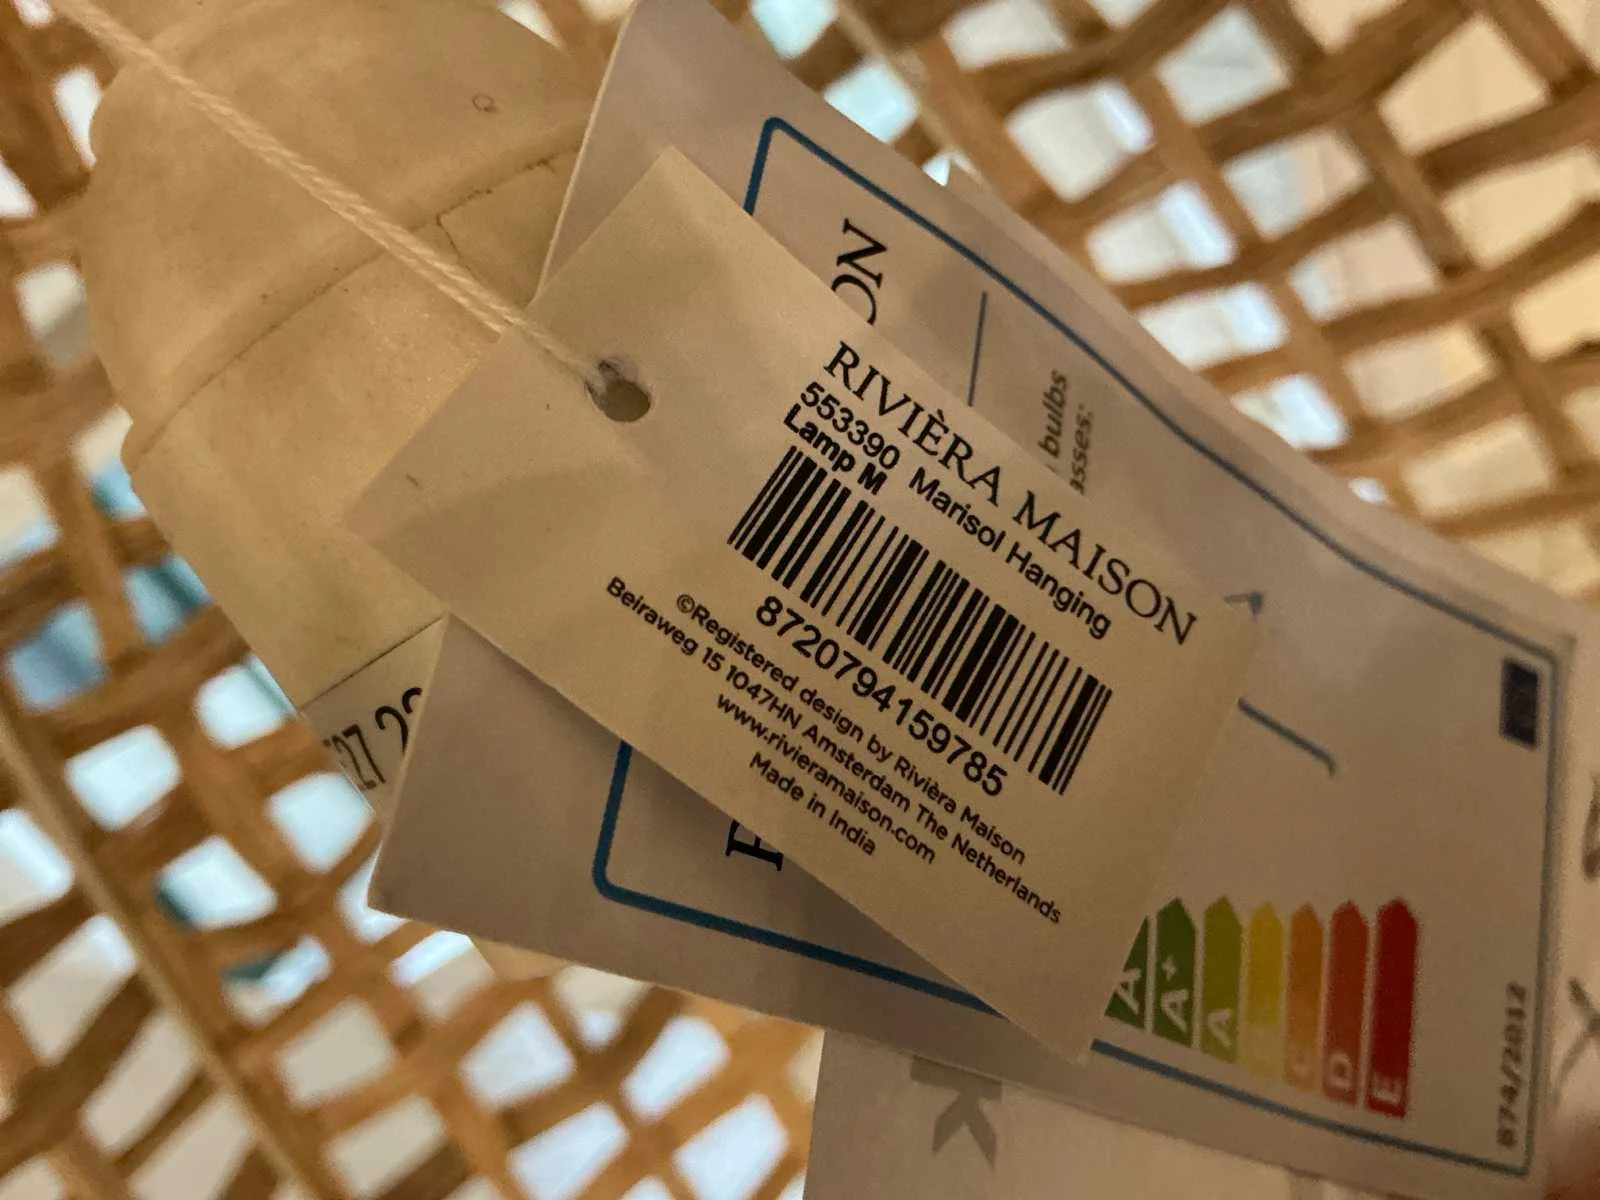 RIVIÈRA MAISON
553390 Marisol Hanging
Lamp M
8720794159785
©Registered design by Rivièra Maison
Beiraweg 15 1047HN Amsterdam The Netherlands
www.rivieramaison.com
Made in India
ON
bulbs
A
A+
A
D
E
874/2012
K